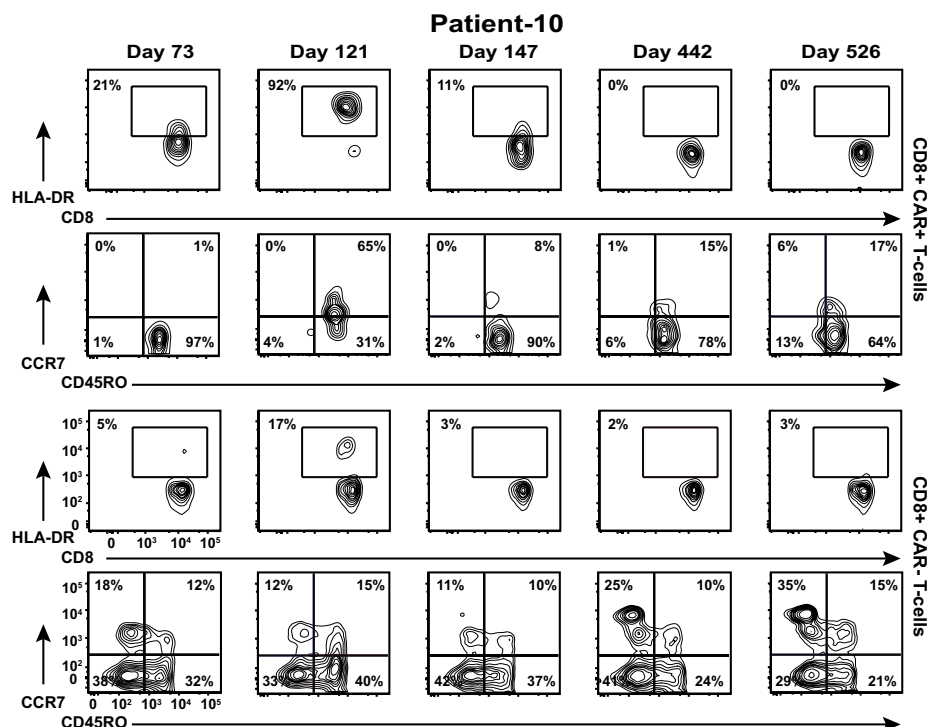 Patient-10
Day 73 Day 121 Day 147 Day 442 Day 526
21% 92% 11% 0% 0%
HLA-DR
CD8
CD8+ CAR+ T-cells
0% 1% 0% 65% 0% 8% 1% 15% 6% 17%
1% 97% 4% 31% 2% 90% 6% 78% 13% 64%
CCR7
CD45RO
5% 17% 3% 2% 3%
10⁵
10⁴
10³
10²
0
0 10³ 10⁴ 10⁵
HLA-DR
CD8
CD8+ CAR- T-cells
18% 12% 12% 15% 11% 10% 25% 10% 35% 15%
10⁵
10⁴
10³
10²
0
38% 32% 33% 40% 42% 37% 41% 24% 29% 21%
0 10² 10³ 10⁴ 10⁵
CCR7
CD45RO